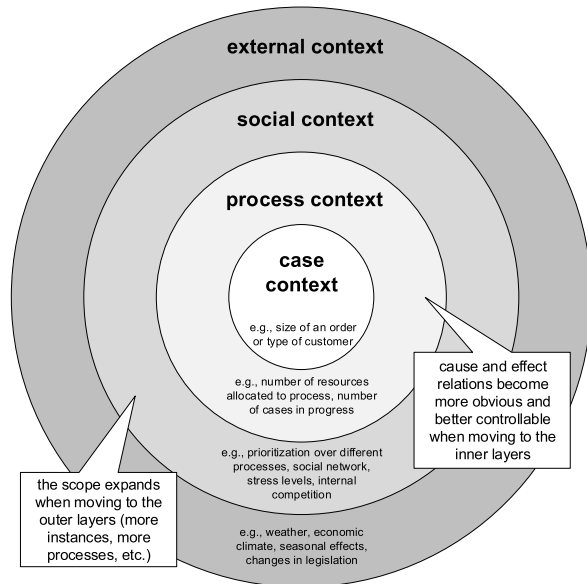 external context
social context
process context
case
context
e.g., size of an order
or type of customer
e.g., number of resources
allocated to process, number
of cases in progress
e.g., prioritization over different
processes, social network,
stress levels, internal
competition
e.g., weather, economic
climate, seasonal effects,
changes in legislation
cause and effect
relations become
more obvious and
better controllable
when moving to the
inner layers
the scope expands
when moving to the
outer layers (more
instances, more
processes, etc.)